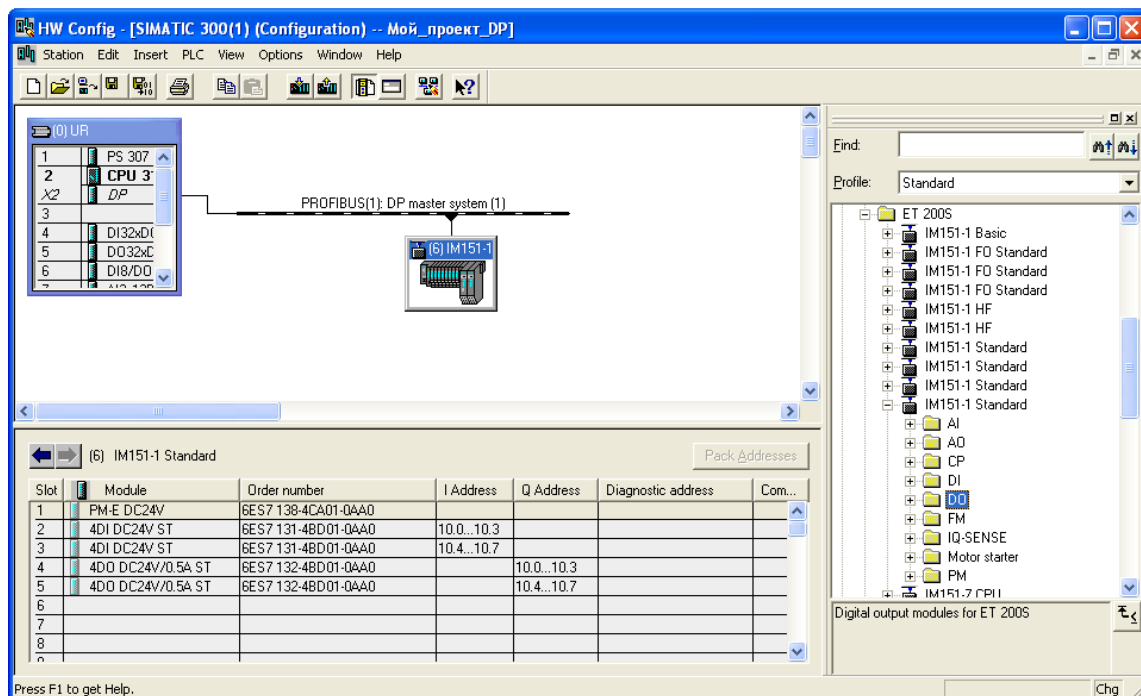 HW Config - [SIMATIC 300(1) (Configuration) -- Мой_проект_DP]
Station Edit Insert PLC View Options Window Help
(0) UR
1 PS 307
2 CPU 3
X2 DP
3
4 DI32xD
5 DO32xD
6 DI8/DO
7
PROFIBUS(1): DP master system (1)
(6) IM151-1
(6) IM151-1 Standard
Pack Addresses
Slot Module Order number I Address Q Address Diagnostic address Com...
1 PM-E DC24V 6ES7 138-4CA01-0AA0
2 4DI DC24V ST 6ES7 131-4BD01-0AA0 10.0...10.3
3 4DI DC24V ST 6ES7 131-4BD01-0AA0 10.4...10.7
4 4DO DC24V/0.5A ST 6ES7 132-4BD01-0AA0 10.0...10.3
5 4DO DC24V/0.5A ST 6ES7 132-4BD01-0AA0 10.4...10.7
6
7
8
Find:
Profile: Standard
ET 200S
IM151-1 Basic
IM151-1 FO Standard
IM151-1 FO Standard
IM151-1 FO Standard
IM151-1 HF
IM151-1 HF
IM151-1 Standard
IM151-1 Standard
IM151-1 Standard
IM151-1 Standard
AI
AO
CP
DI
DO
FM
IQ-SENSE
Motor starter
PM
IM151-7 CPU
Digital output modules for ET 200S
Press F1 to get Help.
Chg